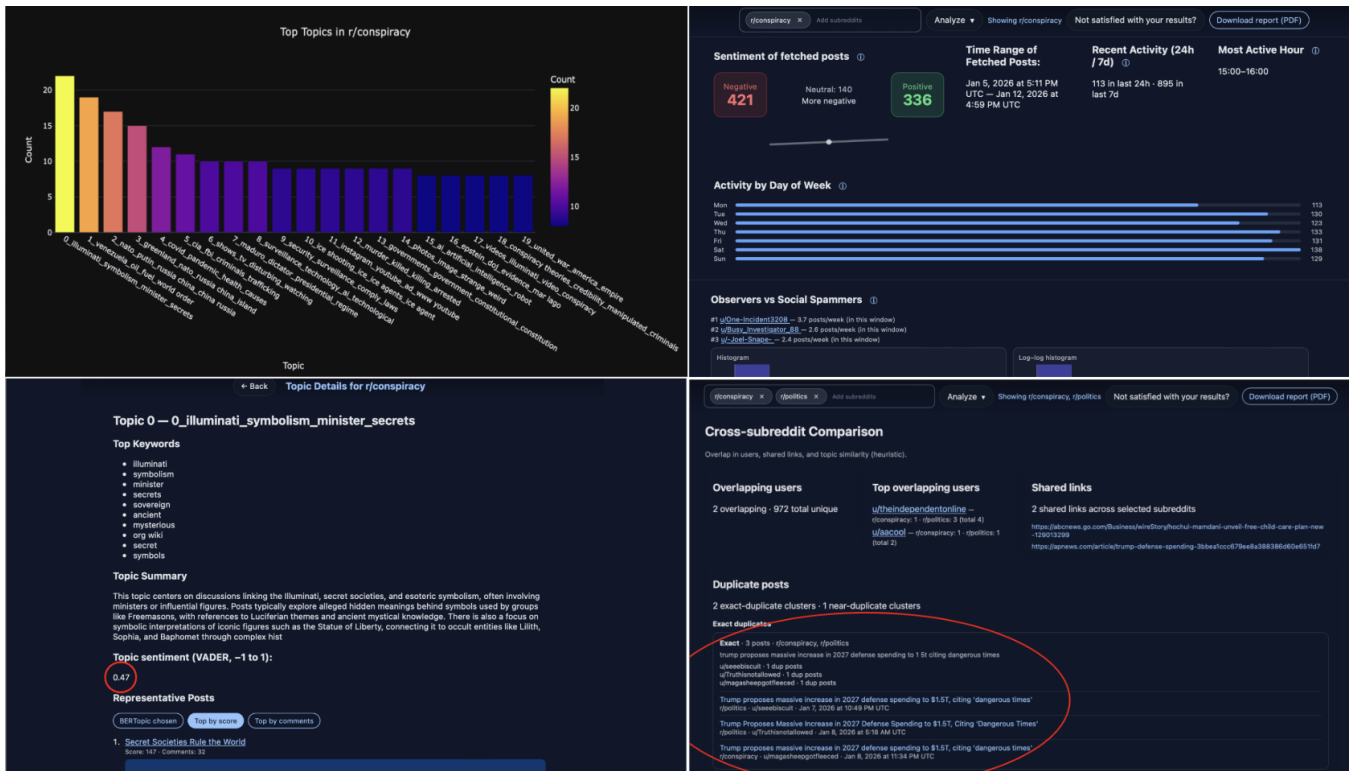 Top Topics in r/conspiracy
Count
20
15
10
5
0
0_illuminati_symbolism_minister_secrets
1_venezuela_oil_fuel_world order
2_nato_putin_russia china_china russia
3_greenland_nato_russia china_island
4_covid_pandemic_health_causes
5_cia_fbi_criminals_trafficking
6_shows_tv_disturbing_watching
7_maduro_dictator_presidential_regime
8_surveillance_technology_ai_technological
9_security_surveillance_comply_laws
10_ice shooting_ice_ice agents_ice agent
11_instagram_youtube_ad_www youtube
12_murder_killed_killing_arrested
13_governments_government_constitutional_constitution
14_photos_image_strange_weird
15_ai_artificial_intelligence_robot
16_epstein_doj_evidence_mar lago
17_videos_illuminati_video_conspiracy
18_conspiracy theories_credibility_manipulated_criminals
19_united_war_america_empire
Topic
Count
20
15
10
r/conspiracy ×
Add subreddits
Analyze ▾
Showing r/conspiracy
Not satisfied with your results?
Download report (PDF)
Sentiment of fetched posts ⓘ
Negative
421
Neutral: 140
More negative
Positive
336
Time Range of
Fetched Posts:
Jan 5, 2026 at 5:11 PM
UTC — Jan 12, 2026 at
4:59 PM UTC
Recent Activity (24h
/ 7d) ⓘ
113 in last 24h · 895 in
last 7d
Most Active Hour ⓘ
15:00–16:00
Activity by Day of Week ⓘ
Mon 113
Tue 130
Wed 123
Thu 133
Fri 131
Sat 138
Sun 129
Observers vs Social Spammers ⓘ
#1 u/One-Incident3208 — 3.7 posts/week (in this window)
#2 u/Busy_Investigator_BB — 2.6 posts/week (in this window)
#3 u/-Joel-Snape- — 2.4 posts/week (in this window)
Histogram
Log-log histogram
← Back
Topic Details for r/conspiracy
Topic 0 — 0_illuminati_symbolism_minister_secrets
Top Keywords
• illuminati
• symbolism
• minister
• secrets
• sovereign
• ancient
• mysterious
• org wiki
• secret
• symbols
Topic Summary
This topic centers on discussions linking the Illuminati, secret societies, and esoteric symbolism, often involving
ministers or influential figures. Posts typically explore alleged hidden meanings behind symbols used by groups
like Freemasons, with references to Luciferian themes and ancient mystical knowledge. There is also a focus on
symbolic interpretations of iconic figures such as the Statue of Liberty, connecting it to occult entities like Lilith,
Sophia, and Baphomet through complex hist
Topic sentiment (VADER, −1 to 1):
0.47
Representative Posts
BERTopic chosen
Top by score
Top by comments
1. Secret Societies Rule the World
Score: 147 · Comments: 32
r/conspiracy ×
r/politics ×
Add subreddits
Analyze ▾
Showing r/conspiracy, r/politics
Not satisfied with your results?
Download report (PDF)
Cross-subreddit Comparison
Overlap in users, shared links, and topic similarity (heuristic).
Overlapping users
2 overlapping · 972 total unique
Top overlapping users
u/theindependentonline —
r/conspiracy: 1 · r/politics: 3 (total 4)
u/aacool — r/conspiracy: 1 · r/politics: 1
(total 2)
Shared links
2 shared links across selected subreddits
https://abcnews.go.com/Business/wireStory/hochul-mamdani-unveil-free-child-care-plan-new
-129013299
https://apnews.com/article/trump-defense-spending-3bbea1ccc679ee8a388386d60e651fd7
Duplicate posts
2 exact-duplicate clusters · 1 near-duplicate clusters
Exact duplicates
Exact · 3 posts · r/conspiracy, r/politics
trump proposes massive increase in 2027 defense spending to 1 5t citing dangerous times
u/seeebiscuit · 1 dup posts
u/Truthisnotallowed · 1 dup posts
u/magasheepgotfleeced · 1 dup posts
Trump proposes massive increase in 2027 defense spending to $1.5T, citing 'dangerous times'
r/politics · u/seeebiscuit · Jan 7, 2026 at 10:49 PM UTC
Trump Proposes Massive Increase in 2027 Defense Spending to $1.5T, Citing 'Dangerous Times'
r/politics · u/Truthisnotallowed · Jan 8, 2026 at 5:18 AM UTC
Trump proposes massive increase in 2027 defense spending to $1.5T, citing 'dangerous times'
r/conspiracy · u/magasheepgotfleeced · Jan 8, 2026 at 11:34 PM UTC